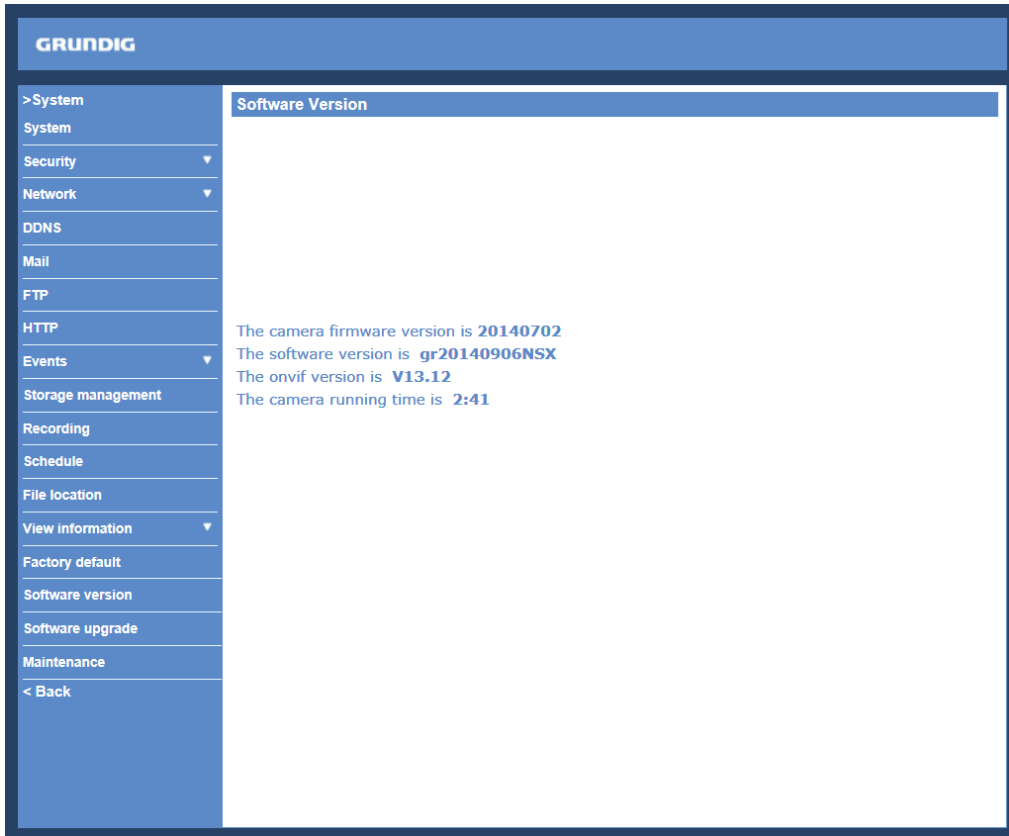 GRUNDIG
>System
System
Security
Network
DDNS
Mail
FTP
HTTP
Events
Storage management
Recording
Schedule
File location
View information
Factory default
Software version
Software upgrade
Maintenance
< Back
Software Version
The camera firmware version is 20140702
The software version is gr20140906NSX
The onvif version is V13.12
The camera running time is 2:41